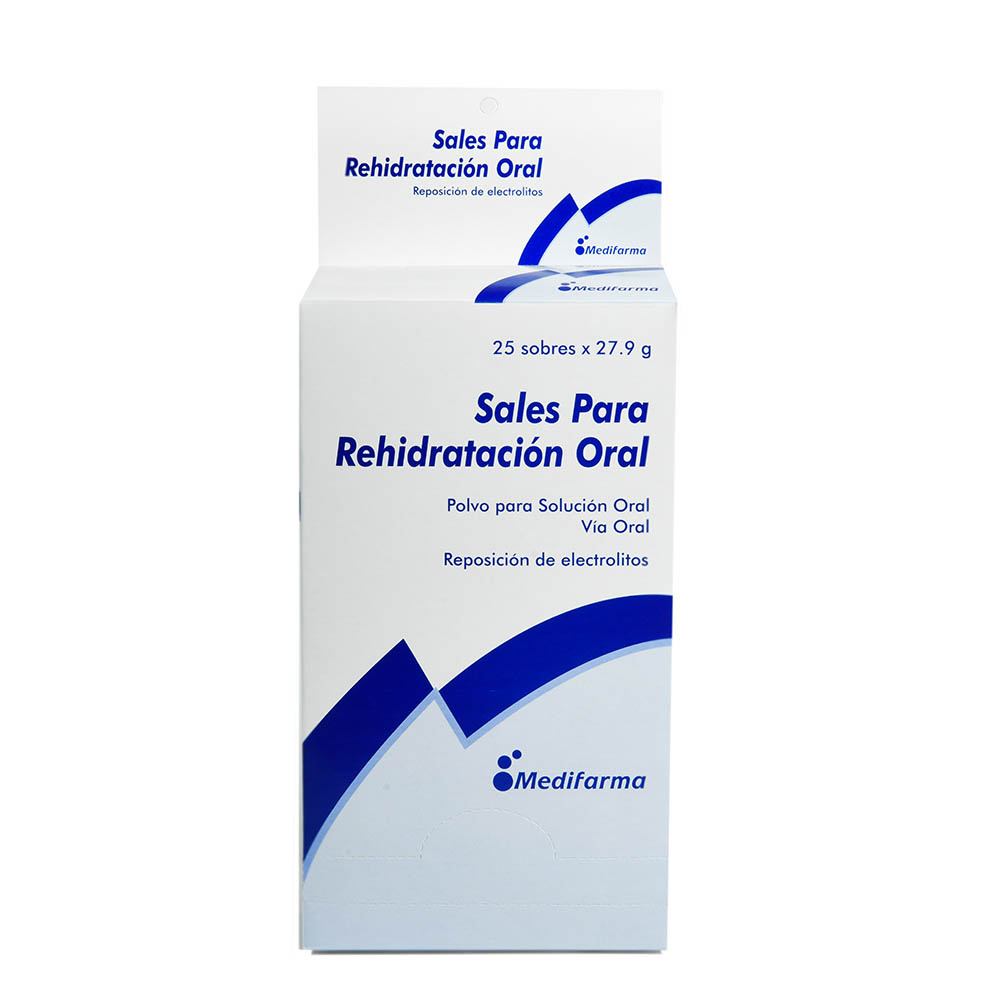 Sales Para
Rehidratación Oral
Reposición de electrolitos
Medifarma
Medifarma
25 sobres x 27.9 g
Sales Para
Rehidratación Oral
Polvo para Solución Oral
Vía Oral
Reposición de electrolitos
Medifarma